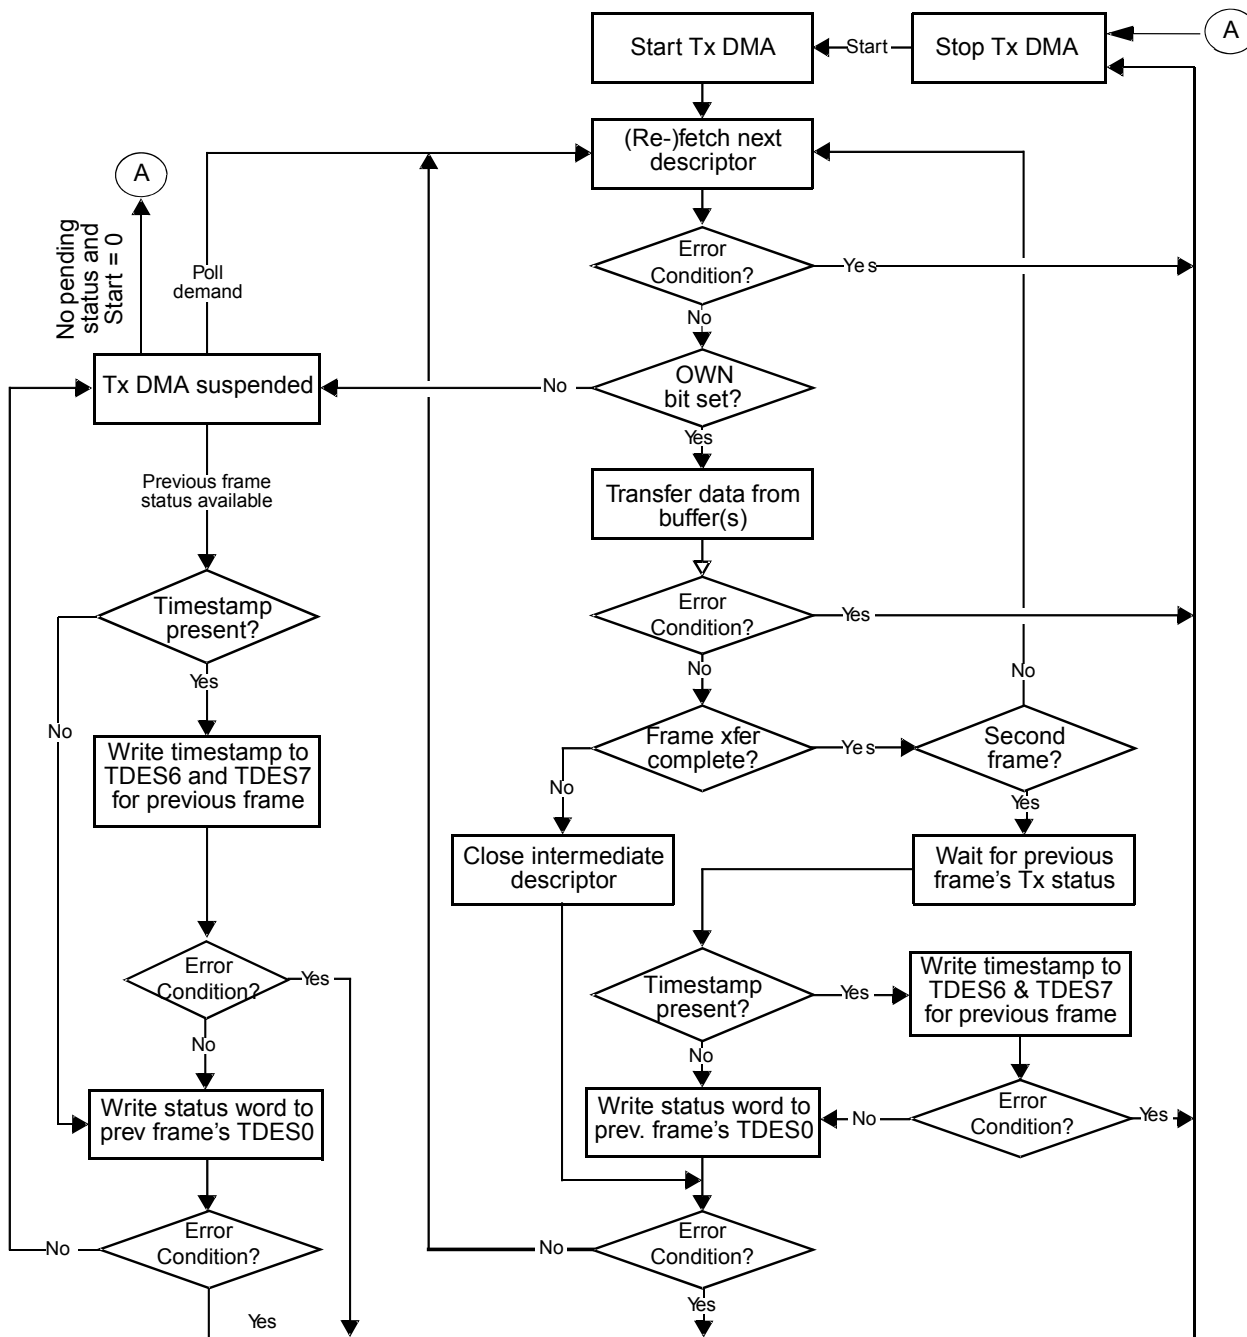 Start Tx DMA
Start
Stop Tx DMA
A
(Re-)fetch next
descriptor
A
No pending
status and
Start = 0
Poll
demand
Error
Condition?
Yes
No
Tx DMA suspended
No
OWN
bit set?
Yes
Previous frame
status available
Transfer data from
buffer(s)
Timestamp
present?
Error
Condition?
Yes
No
Yes
No
No
Write timestamp to
TDES6 and TDES7
for previous frame
Frame xfer
complete?
Yes
Second
frame?
No
Yes
Close intermediate
descriptor
Wait for previous
frame's Tx status
Error
Condition?
Yes
No
Timestamp
present?
Yes
Write timestamp to
TDES6 & TDES7
for previous frame
No
Write status word to
prev frame's TDES0
Write status word to
prev. frame's TDES0
No
Error
Condition?
Yes
No
Error
Condition?
Yes
No
Error
Condition?
Yes